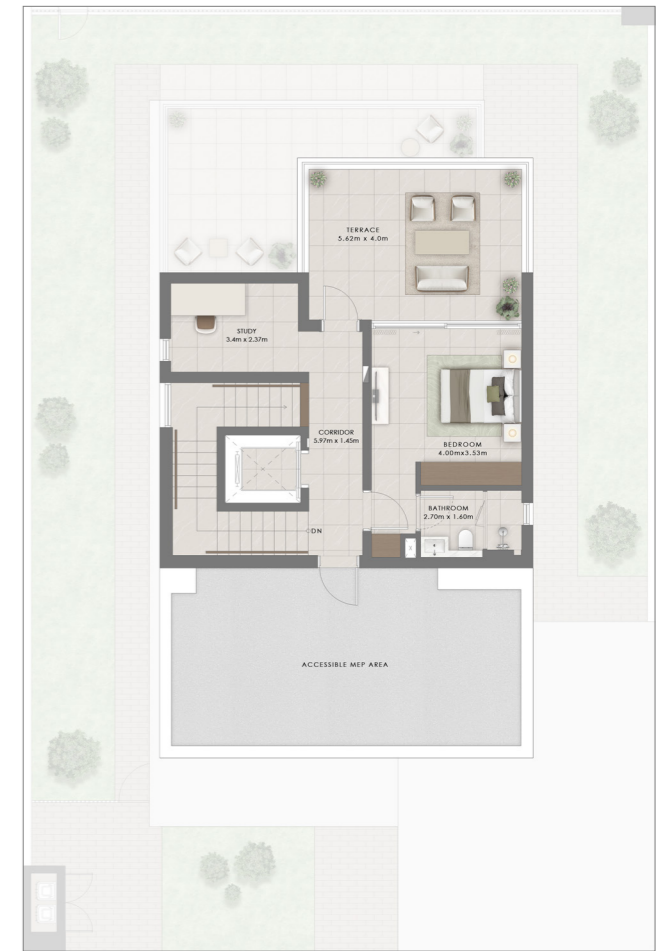 TERRACE
5.62m x 4.0m
STUDY
3.4m x 2.37m
CORRIDOR
5.97m x 1.45m
BEDROOM
4.00mx3.53m
BATHROOM
2.70m x 1.60m
DN
ACCESSIBLE MEP AREA